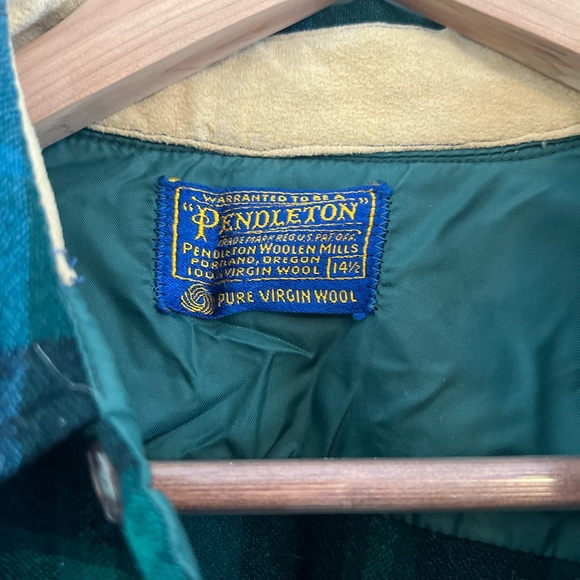 WARRANTED TO BE A
"PENDLETON"
TRADE MARK REG. U.S. PAT. OFF.
PENDLETON WOOLEN MILLS
PORTLAND, OREGON
100% VIRGIN WOOL 14½
PURE VIRGIN WOOL